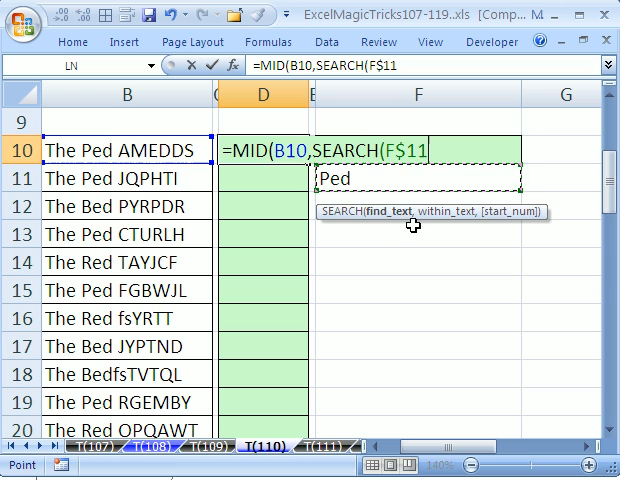 ExcelMagicTricks107-119..xls [Comp... M.
Home Insert Page Layout Formulas Data Review View Developer
LN =MID(B10,SEARCH(F$11
B C D E F G
9
10 The Ped AMEDDS =MID(B10,SEARCH(F$11
11 The Ped JQPHTI Ped
12 The Bed PYRPDR SEARCH(find_text, within_text, [start_num])
13 The Ped CTURLH
14 The Red TAYJCF
15 The Ped FGBWJL
16 The Red fsYRTT
17 The Bed JYPTND
18 The BedfsTVTQL
19 The Ped RGEMBY
20 The Red OPQAWT
T(107) T(108) T(109) T(110) T(111)
Point 140%